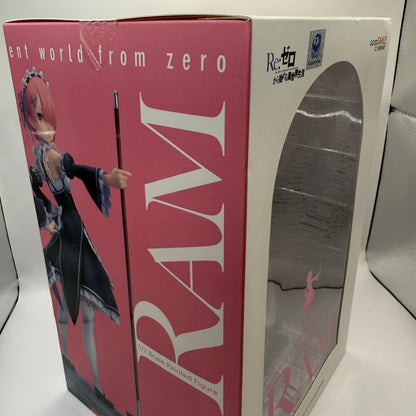 ent world from zero
RAM
1/7 Scale Painted Figure
Re:ゼロ
から始める異世界生活
GOOD SMILE
RAM